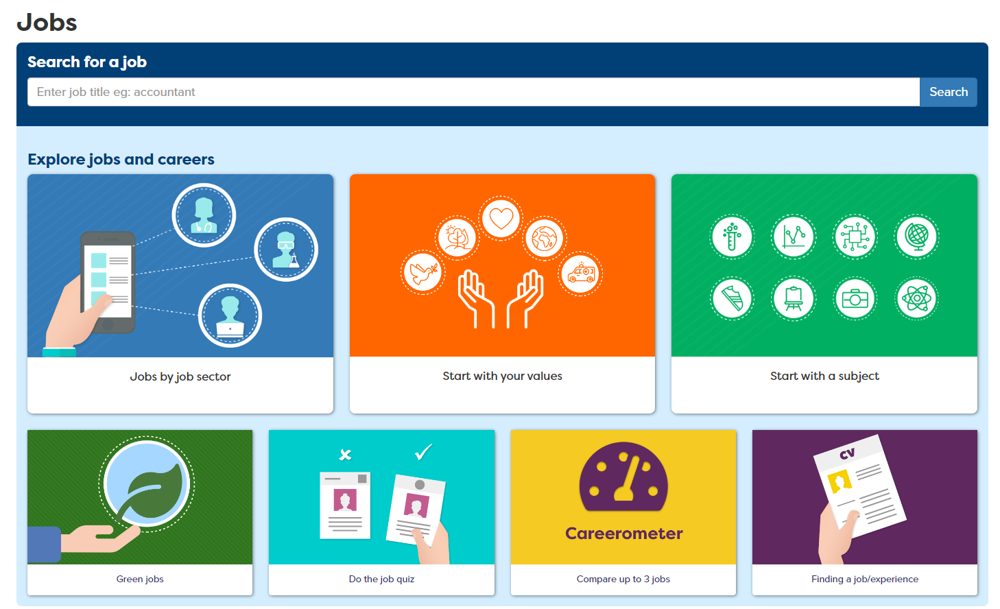 Jobs
Search for a job
Enter job title eg: accountant
Search
Explore jobs and careers
Jobs by job sector
Start with your values
Start with a subject
Careerometer
cv
Green jobs
Do the job quiz
Compare up to 3 jobs
Finding a job/experience